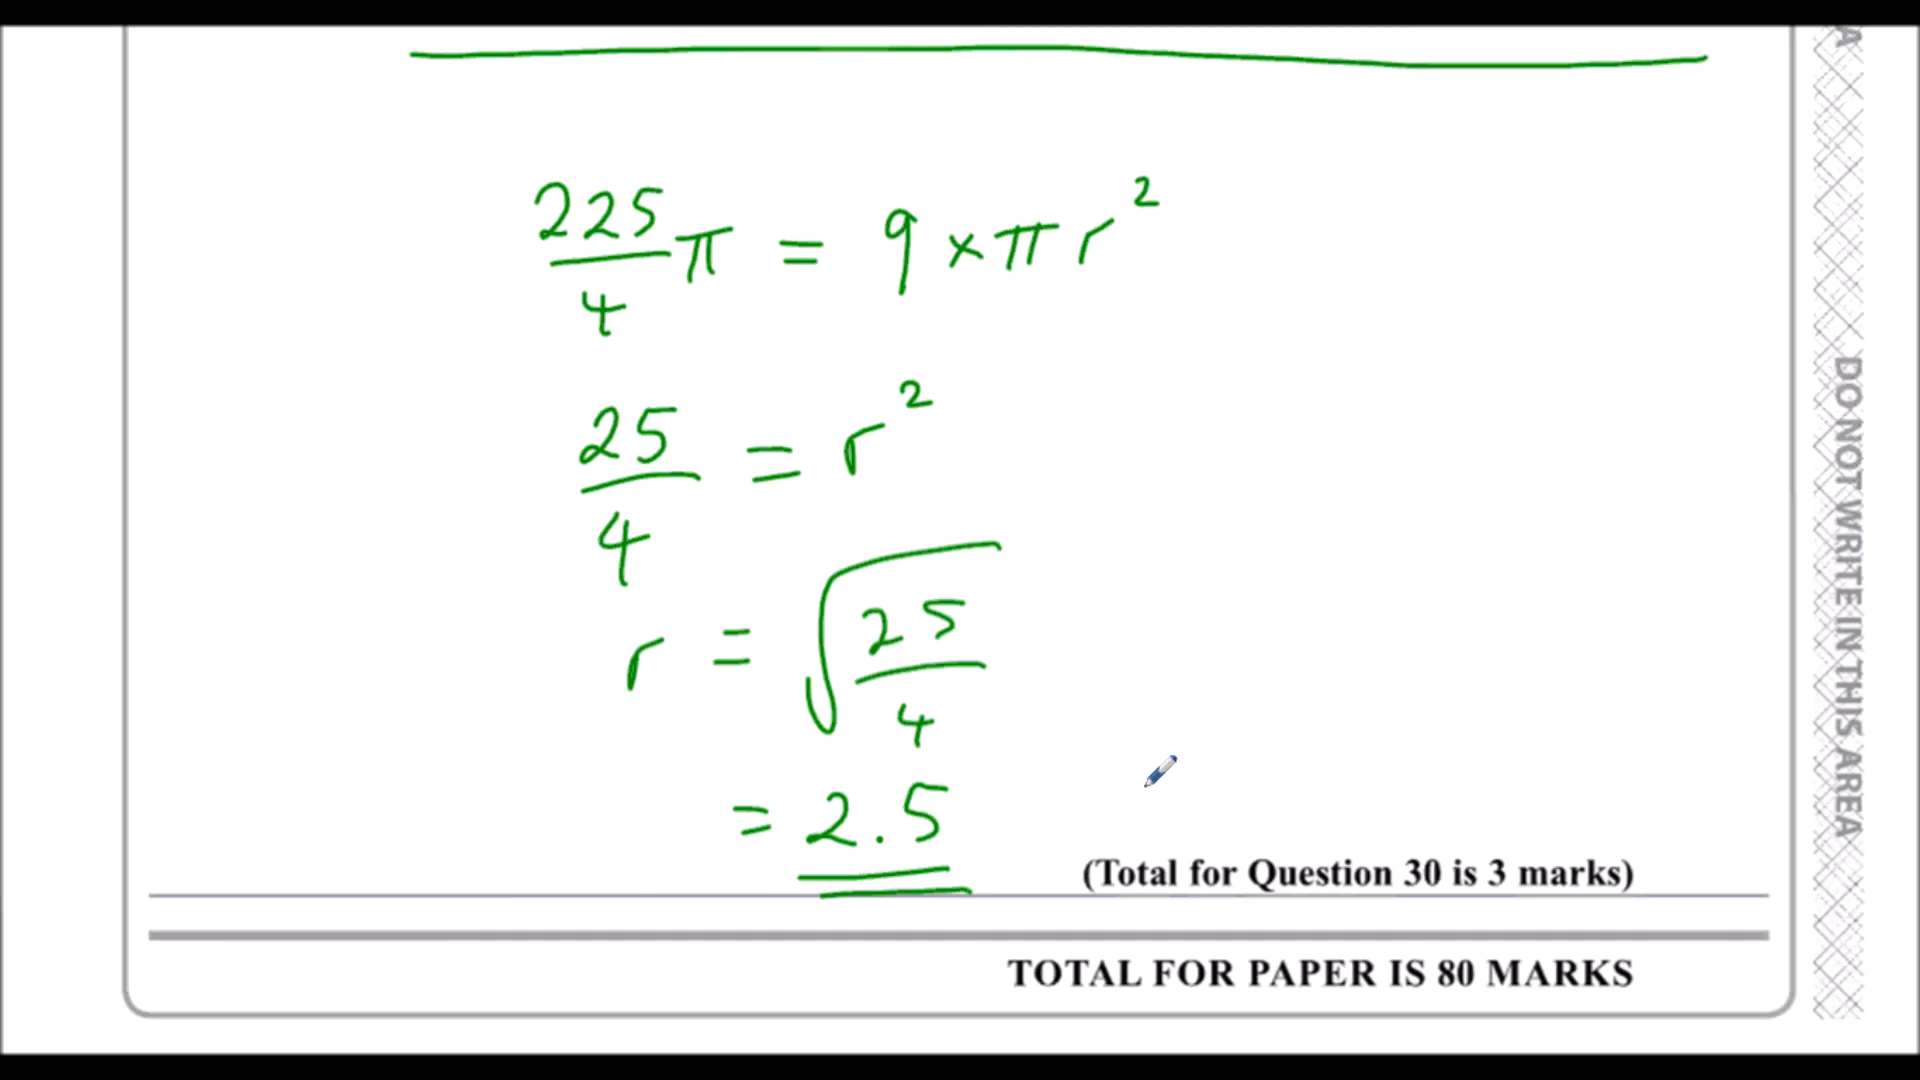 225/4 π = 9 × π r²
25/4 = r²
r = √25/4
= 2.5
(Total for Question 30 is 3 marks)
TOTAL FOR PAPER IS 80 MARKS
A
DO NOT WRITE IN THIS AREA